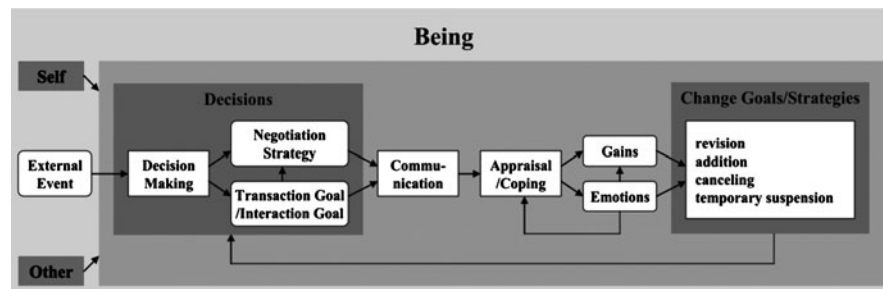 Being
Self
Decisions
Change Goals/Strategies
Negotiation
Strategy
External
Event
Decision
Making
Transaction Goal
/Interaction Goal
Commu-
nication
Appraisal
/Coping
Gains
Emotions
revision
addition
canceling
temporary suspension
Other